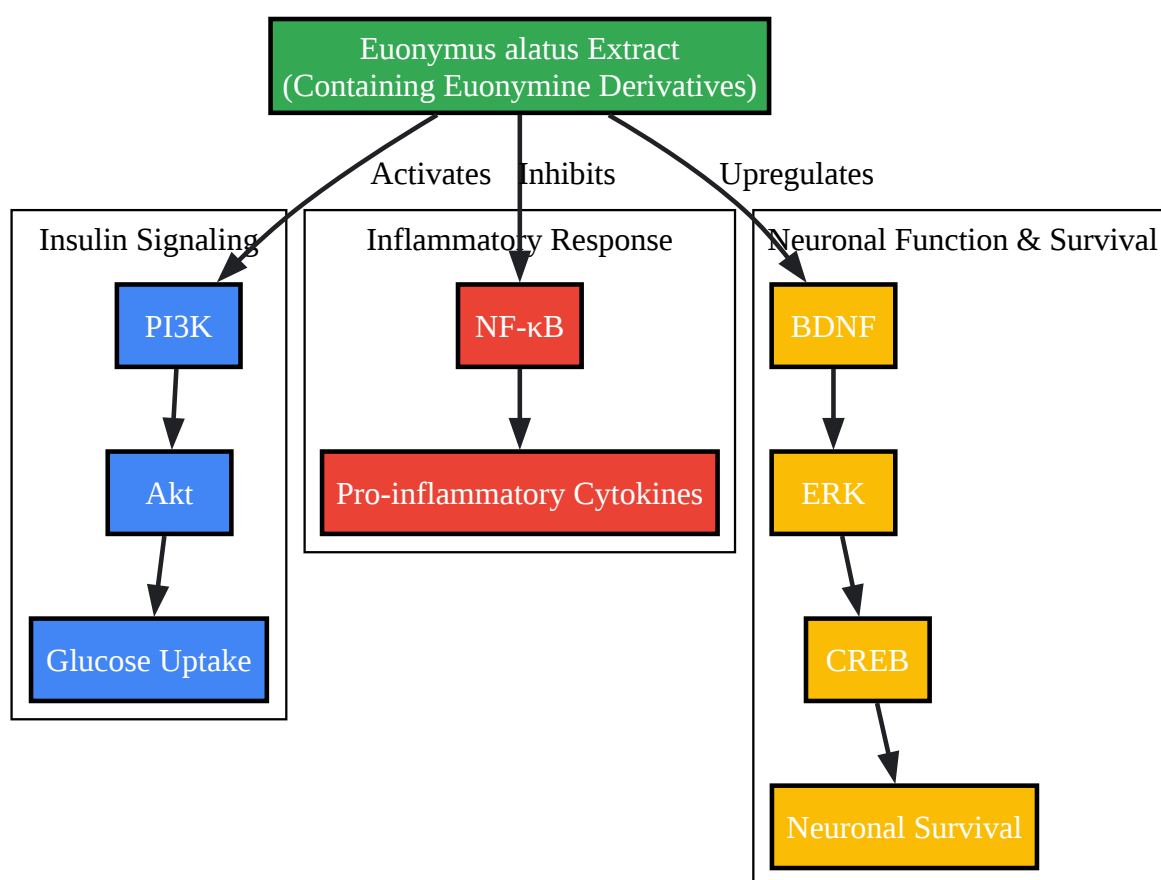 Euonymus alatus Extract
(Containing Euonymine Derivatives)
Activates
Inhibits
Upregulates
Insulin Signaling
Inflammatory Response
Neuronal Function & Survival
PI3K
NF-κB
BDNF
Akt
Pro-inflammatory Cytokines
ERK
Glucose Uptake
CREB
Neuronal Survival